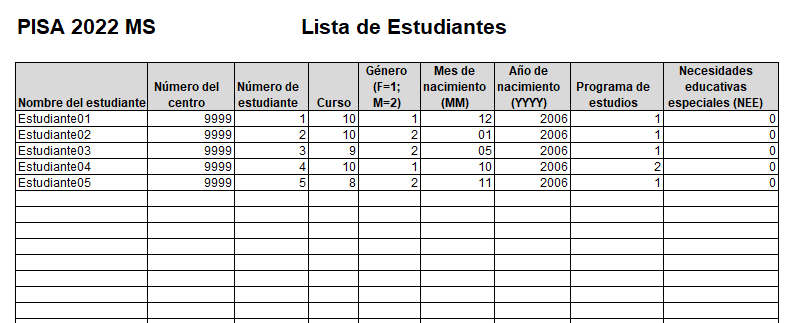 PISA 2022 MS Lista de Estudiantes
Nombre del estudiante Número del centro Número de estudiante Curso Género (F=1; M=2) Mes de nacimiento (MM) Año de nacimiento (YYYY) Programa de estudios Necesidades educativas especiales (NEE)
Estudiante01 9999 1 10 1 12 2006 1 0
Estudiante02 9999 2 10 2 01 2006 1 0
Estudiante03 9999 3 9 2 05 2006 1 0
Estudiante04 9999 4 10 1 10 2006 2 0
Estudiante05 9999 5 8 2 11 2006 1 0